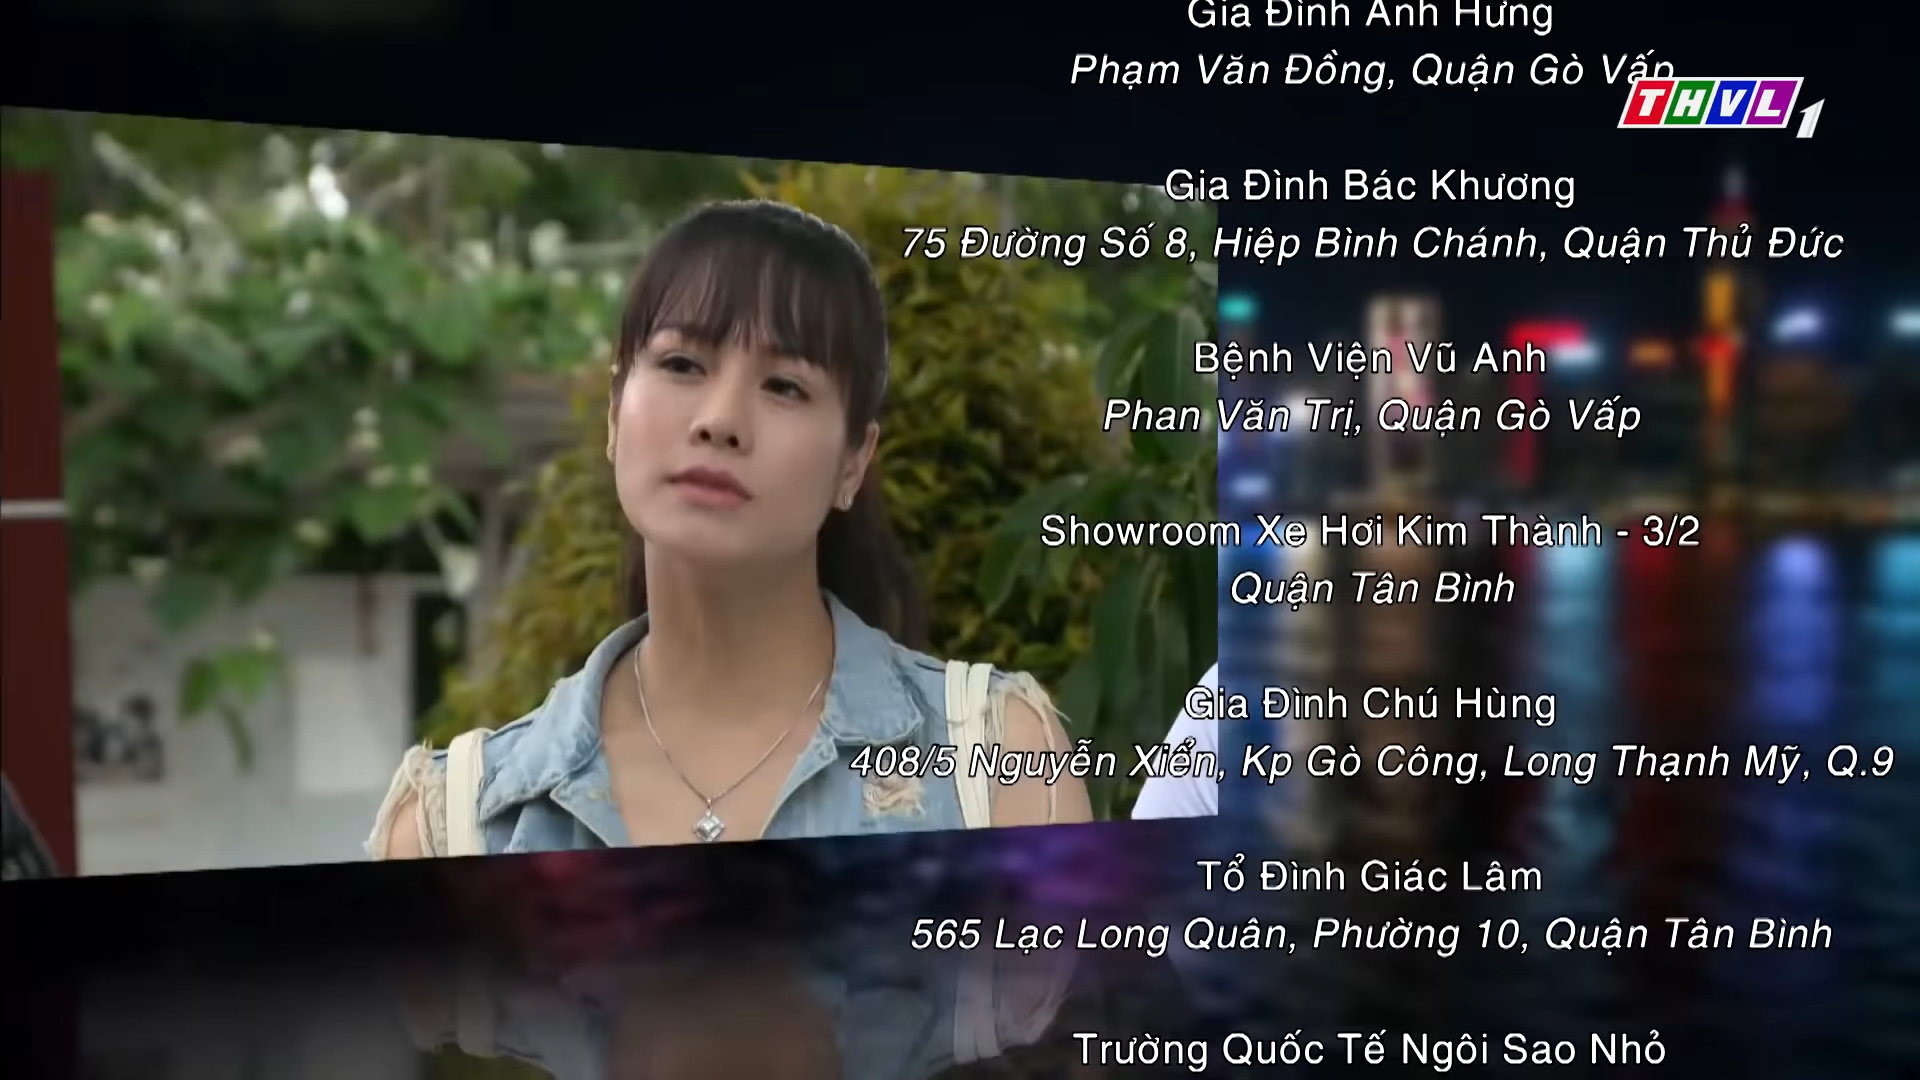 Gia Đình Anh Hưng
Phạm Văn Đồng, Quận Gò Vấp
THVL1
Gia Đình Bác Khương
75 Đường Số 8, Hiệp Bình Chánh, Quận Thủ Đức
Bệnh Viện Vũ Anh
Phan Văn Trị, Quận Gò Vấp
Showroom Xe Hơi Kim Thành - 3/2
Quận Tân Bình
Gia Đình Chú Hùng
408/5 Nguyễn Xiển, Kp Gò Công, Long Thạnh Mỹ, Q.9
Tổ Đình Giác Lâm
565 Lạc Long Quân, Phường 10, Quận Tân Bình
Trường Quốc Tế Ngôi Sao Nhỏ